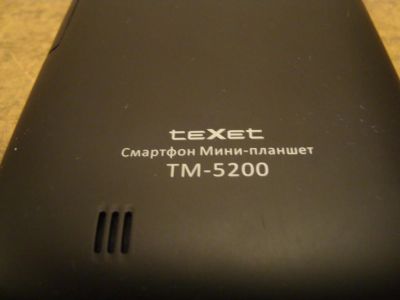 teXet
Смартфон Мини-планшет
TM-5200